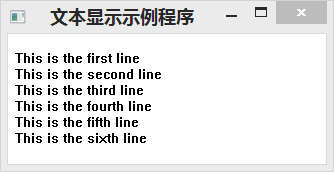 文本显示示例程序
This is the first line
This is the second line
This is the third line
This is the fourth line
This is the fifth line
This is the sixth line